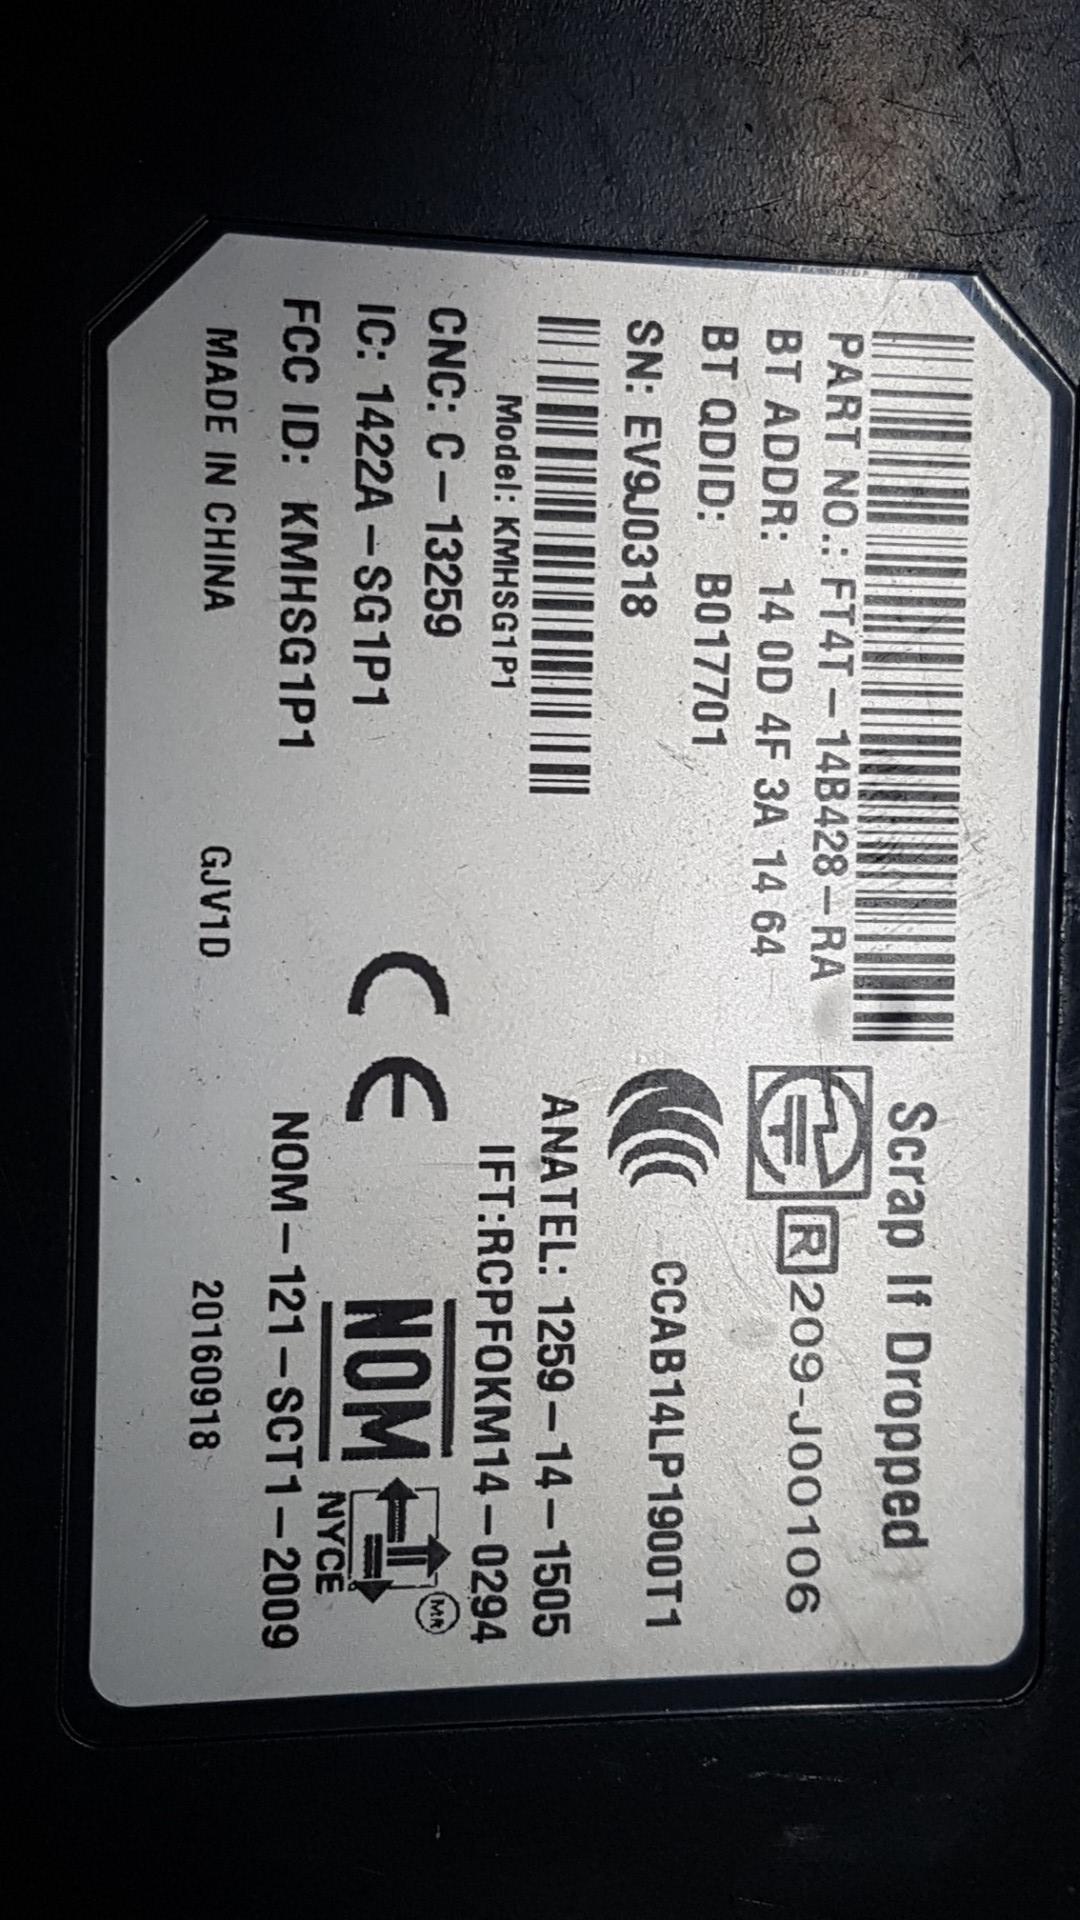 Scrap If Dropped
PART NO.: FT4T-14B428-RA
BT ADDR: 14 0D 4F 3A 14 64
R 209-J00106
BT QDID: B017701
SN: EV9J0318
CCAB14LP1900T1
Model: KMHSG1P1
ANATEL: 1259-14-1505
IFT:RCPFOKM14-0294
CNC: C-13259
IC: 1422A-SG1P1
CE
NOM
NYCE
MR
FCC ID: KMHSG1P1
NOM-121-SCT1-2009
MADE IN CHINA
GJV1D
20160918